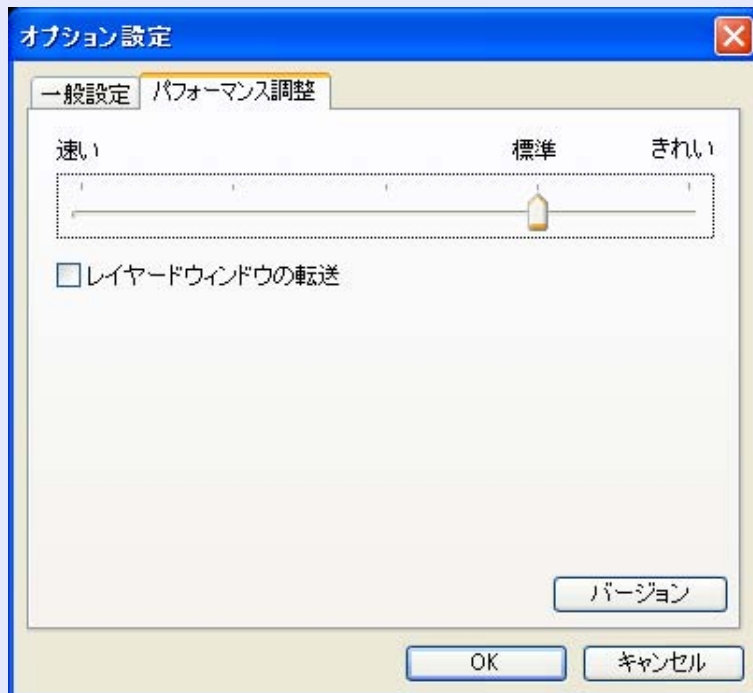 オプション設定
一般設定 パフォーマンス調整
速い 標準 きれい
レイヤードウィンドウの転送
バージョン
OK キャンセル